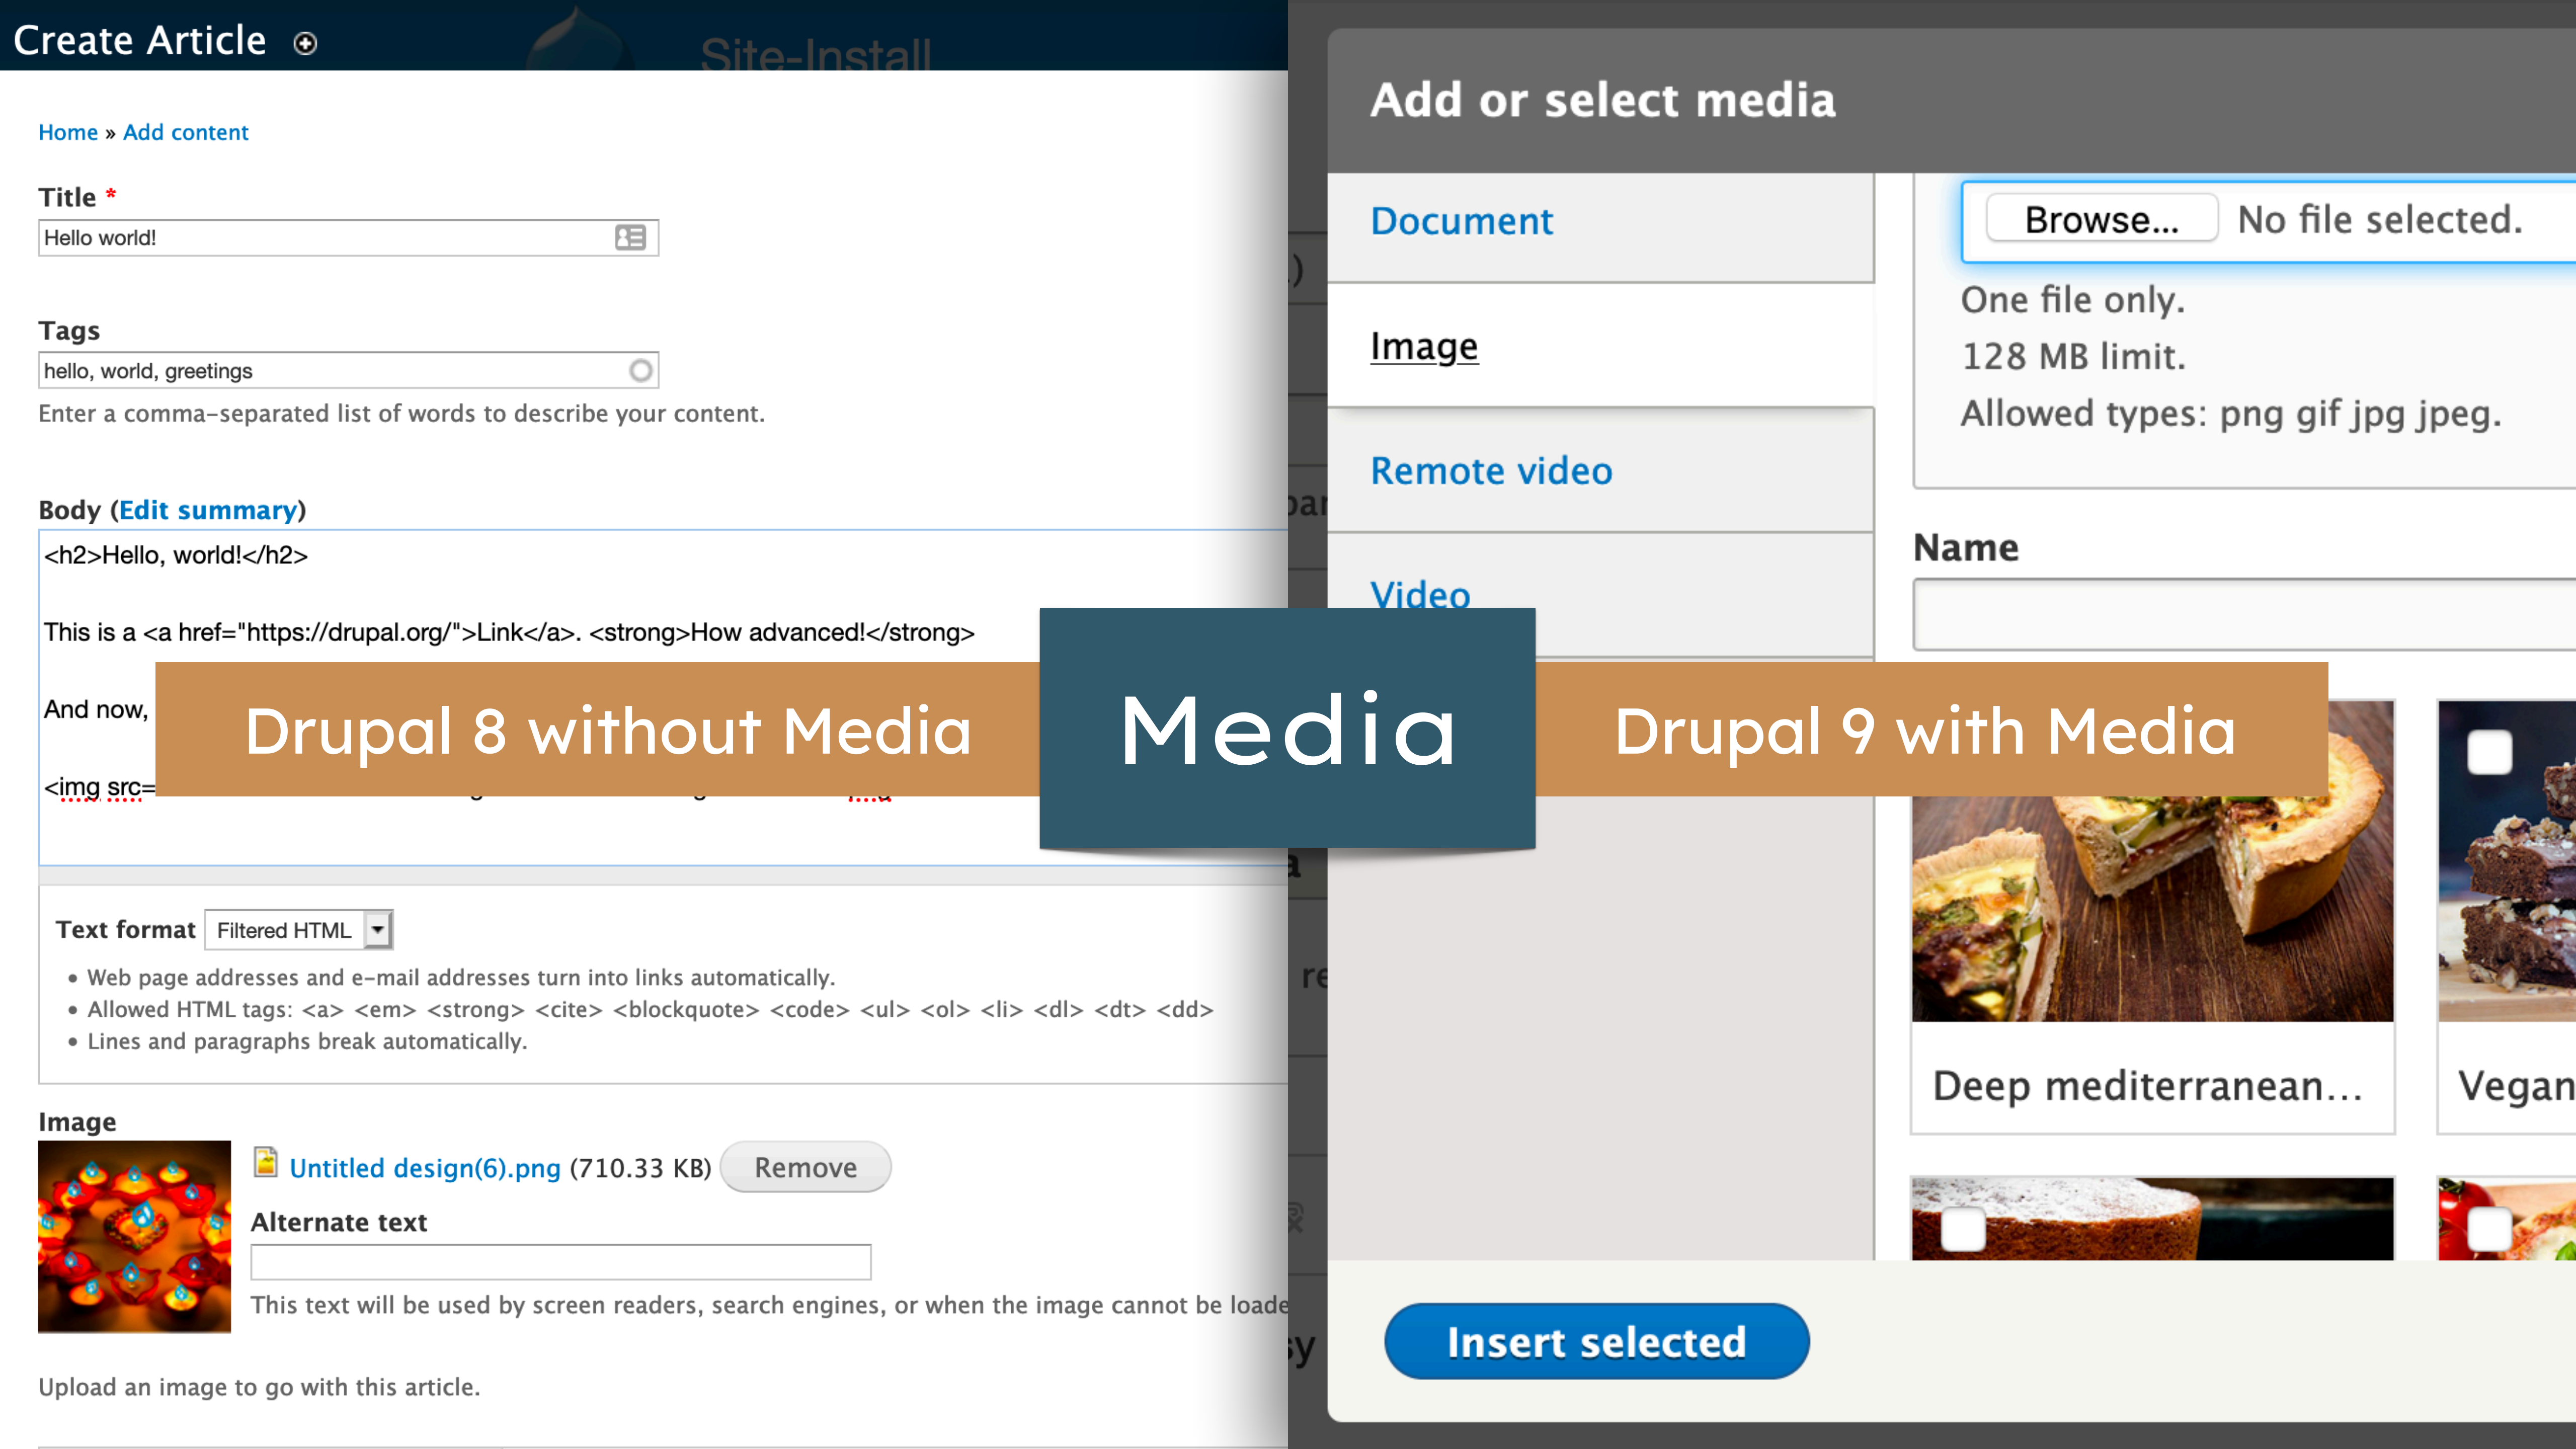 Create Article
Site-Install
Home » Add content
Title *
Hello world!
Tags
hello, world, greetings
Enter a comma-separated list of words to describe your content.
Body (Edit summary)
<h2>Hello, world!</h2>
This is a <a href="https://drupal.org/">Link</a>. <strong>How advanced!</strong>
And now,
<img src=
Drupal 8 without Media
Media
Drupal 9 with Media
Text format Filtered HTML
• Web page addresses and e-mail addresses turn into links automatically.
• Allowed HTML tags: <a> <em> <strong> <cite> <blockquote> <code> <ul> <ol> <li> <dl> <dt> <dd>
• Lines and paragraphs break automatically.
Image
Untitled design(6).png (710.33 KB) Remove
Alternate text
This text will be used by screen readers, search engines, or when the image cannot be loade
Upload an image to go with this article.
Add or select media
Document
Image
Remote video
Video
Browse... No file selected.
One file only.
128 MB limit.
Allowed types: png gif jpg jpeg.
Name
Deep mediterranean...
Vegan
Insert selected